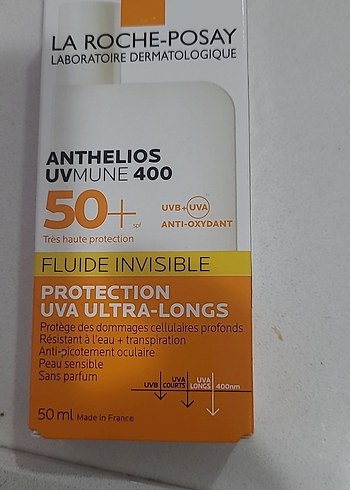 LA ROCHE-POSAY
LABORATOIRE DERMATOLOGIQUE
ANTHELIOS
UVMUNE 400
50+ spf
UVB+UVA
ANTI-OXYDANT
Très haute protection
FLUIDE INVISIBLE
PROTECTION
UVA ULTRA-LONGS
Protège des dommages cellulaires profonds
Résistant à l'eau + transpiration
Anti-picotement oculaire
Peau sensible
Sans parfum
UVB UVA COURTS UVA LONGS 400nm
50 ml Made in France